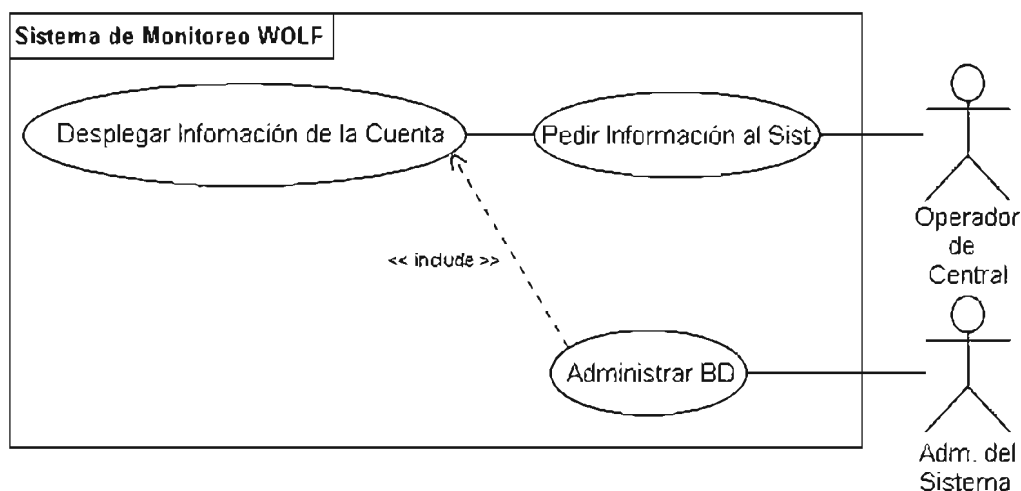 Sistema de Monitoreo WOLF
Desplegar Infomación de la Cuenta
Pedir Información al Sist.
<< include >>
Operador
de
Central
Administrar BD
Adm. del
Sistema